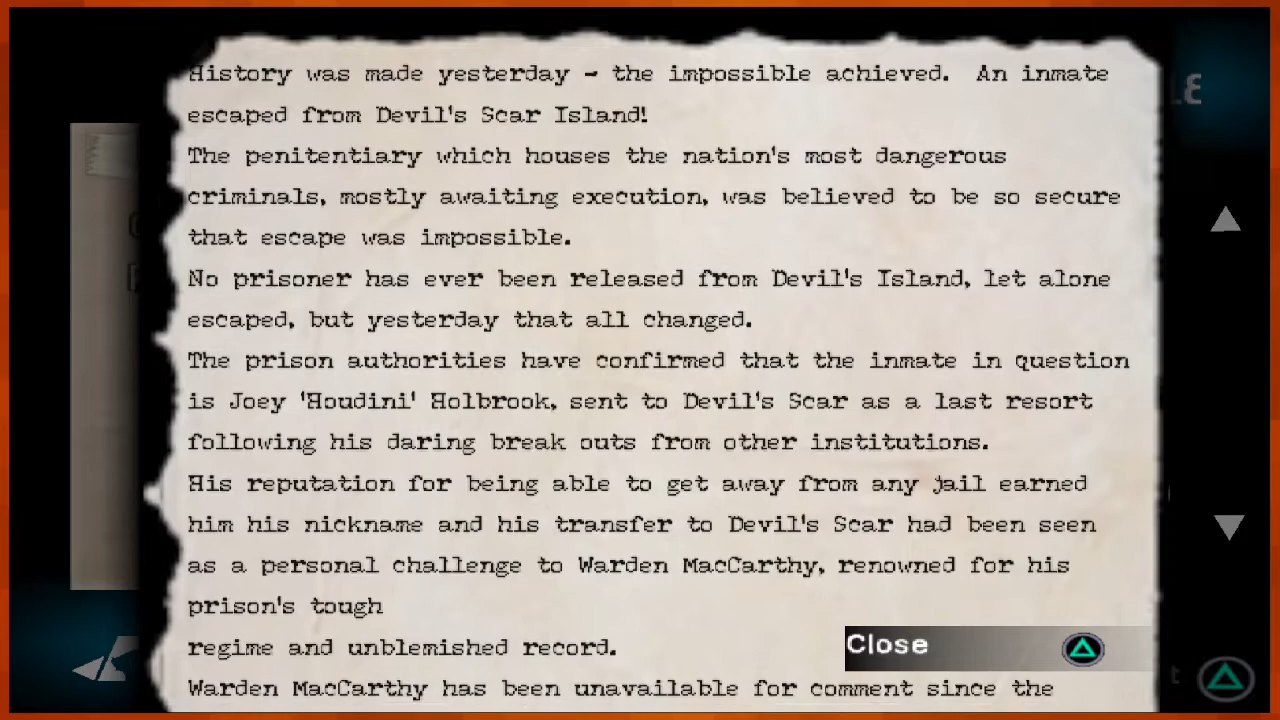 History was made yesterday - the impossible achieved.  An inmate
escaped from Devil's Scar Island!
The penitentiary which houses the nation's most dangerous
criminals, mostly awaiting execution, was believed to be so secure
that escape was impossible.
No prisoner has ever been released from Devil's Island, let alone
escaped, but yesterday that all changed.
The prison authorities have confirmed that the inmate in question
is Joey 'Houdini' Holbrook, sent to Devil's Scar as a last resort
following his daring break outs from other institutions.
His reputation for being able to get away from any jail earned
him his nickname and his transfer to Devil's Scar had been seen
as a personal challenge to Warden MacCarthy, renowned for his
prison's tough
regime and unblemished record.
Close
Warden MacCarthy has been unavailable for comment since the